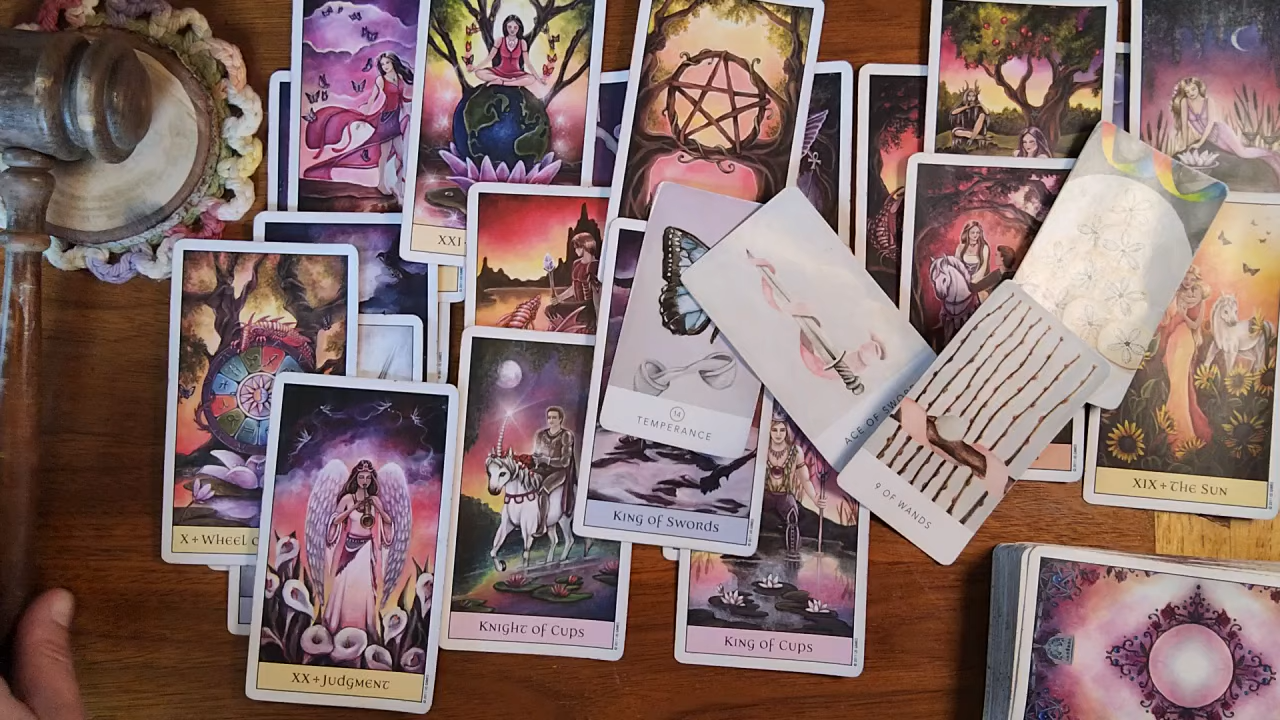 XXI
TEMPERANCE
14
ACE OF SWORDS
9 OF WANDS
KING OF SWORDS
XIX+THE SUN
X+WHEEL O
KNIGHT OF CUPS
KING OF CUPS
XX+JUDGMENT